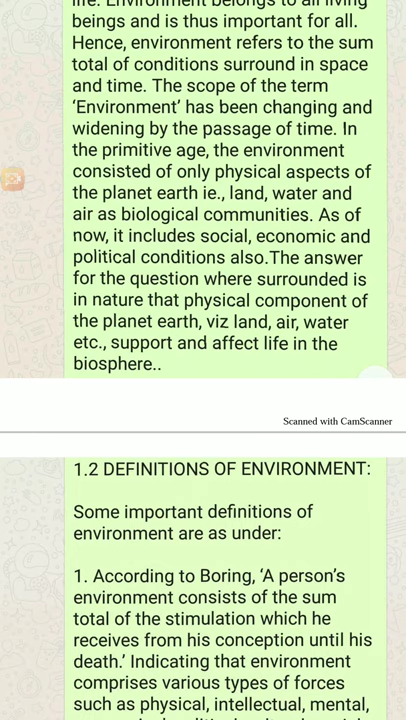 life. Environment belongs to all living
beings and is thus important for all.
Hence, environment refers to the sum
total of conditions surround in space
and time. The scope of the term
‘Environment’ has been changing and
widening by the passage of time. In
the primitive age, the environment
consisted of only physical aspects of
the planet earth ie., land, water and
air as biological communities. As of
now, it includes social, economic and
political conditions also.The answer
for the question where surrounded is
in nature that physical component of
the planet earth, viz land, air, water
etc., support and affect life in the
biosphere..
Scanned with CamScanner
1.2 DEFINITIONS OF ENVIRONMENT:
Some important definitions of
environment are as under:
1. According to Boring, ‘A person’s
environment consists of the sum
total of the stimulation which he
receives from his conception until his
death.’ Indicating that environment
comprises various types of forces
such as physical, intellectual, mental,